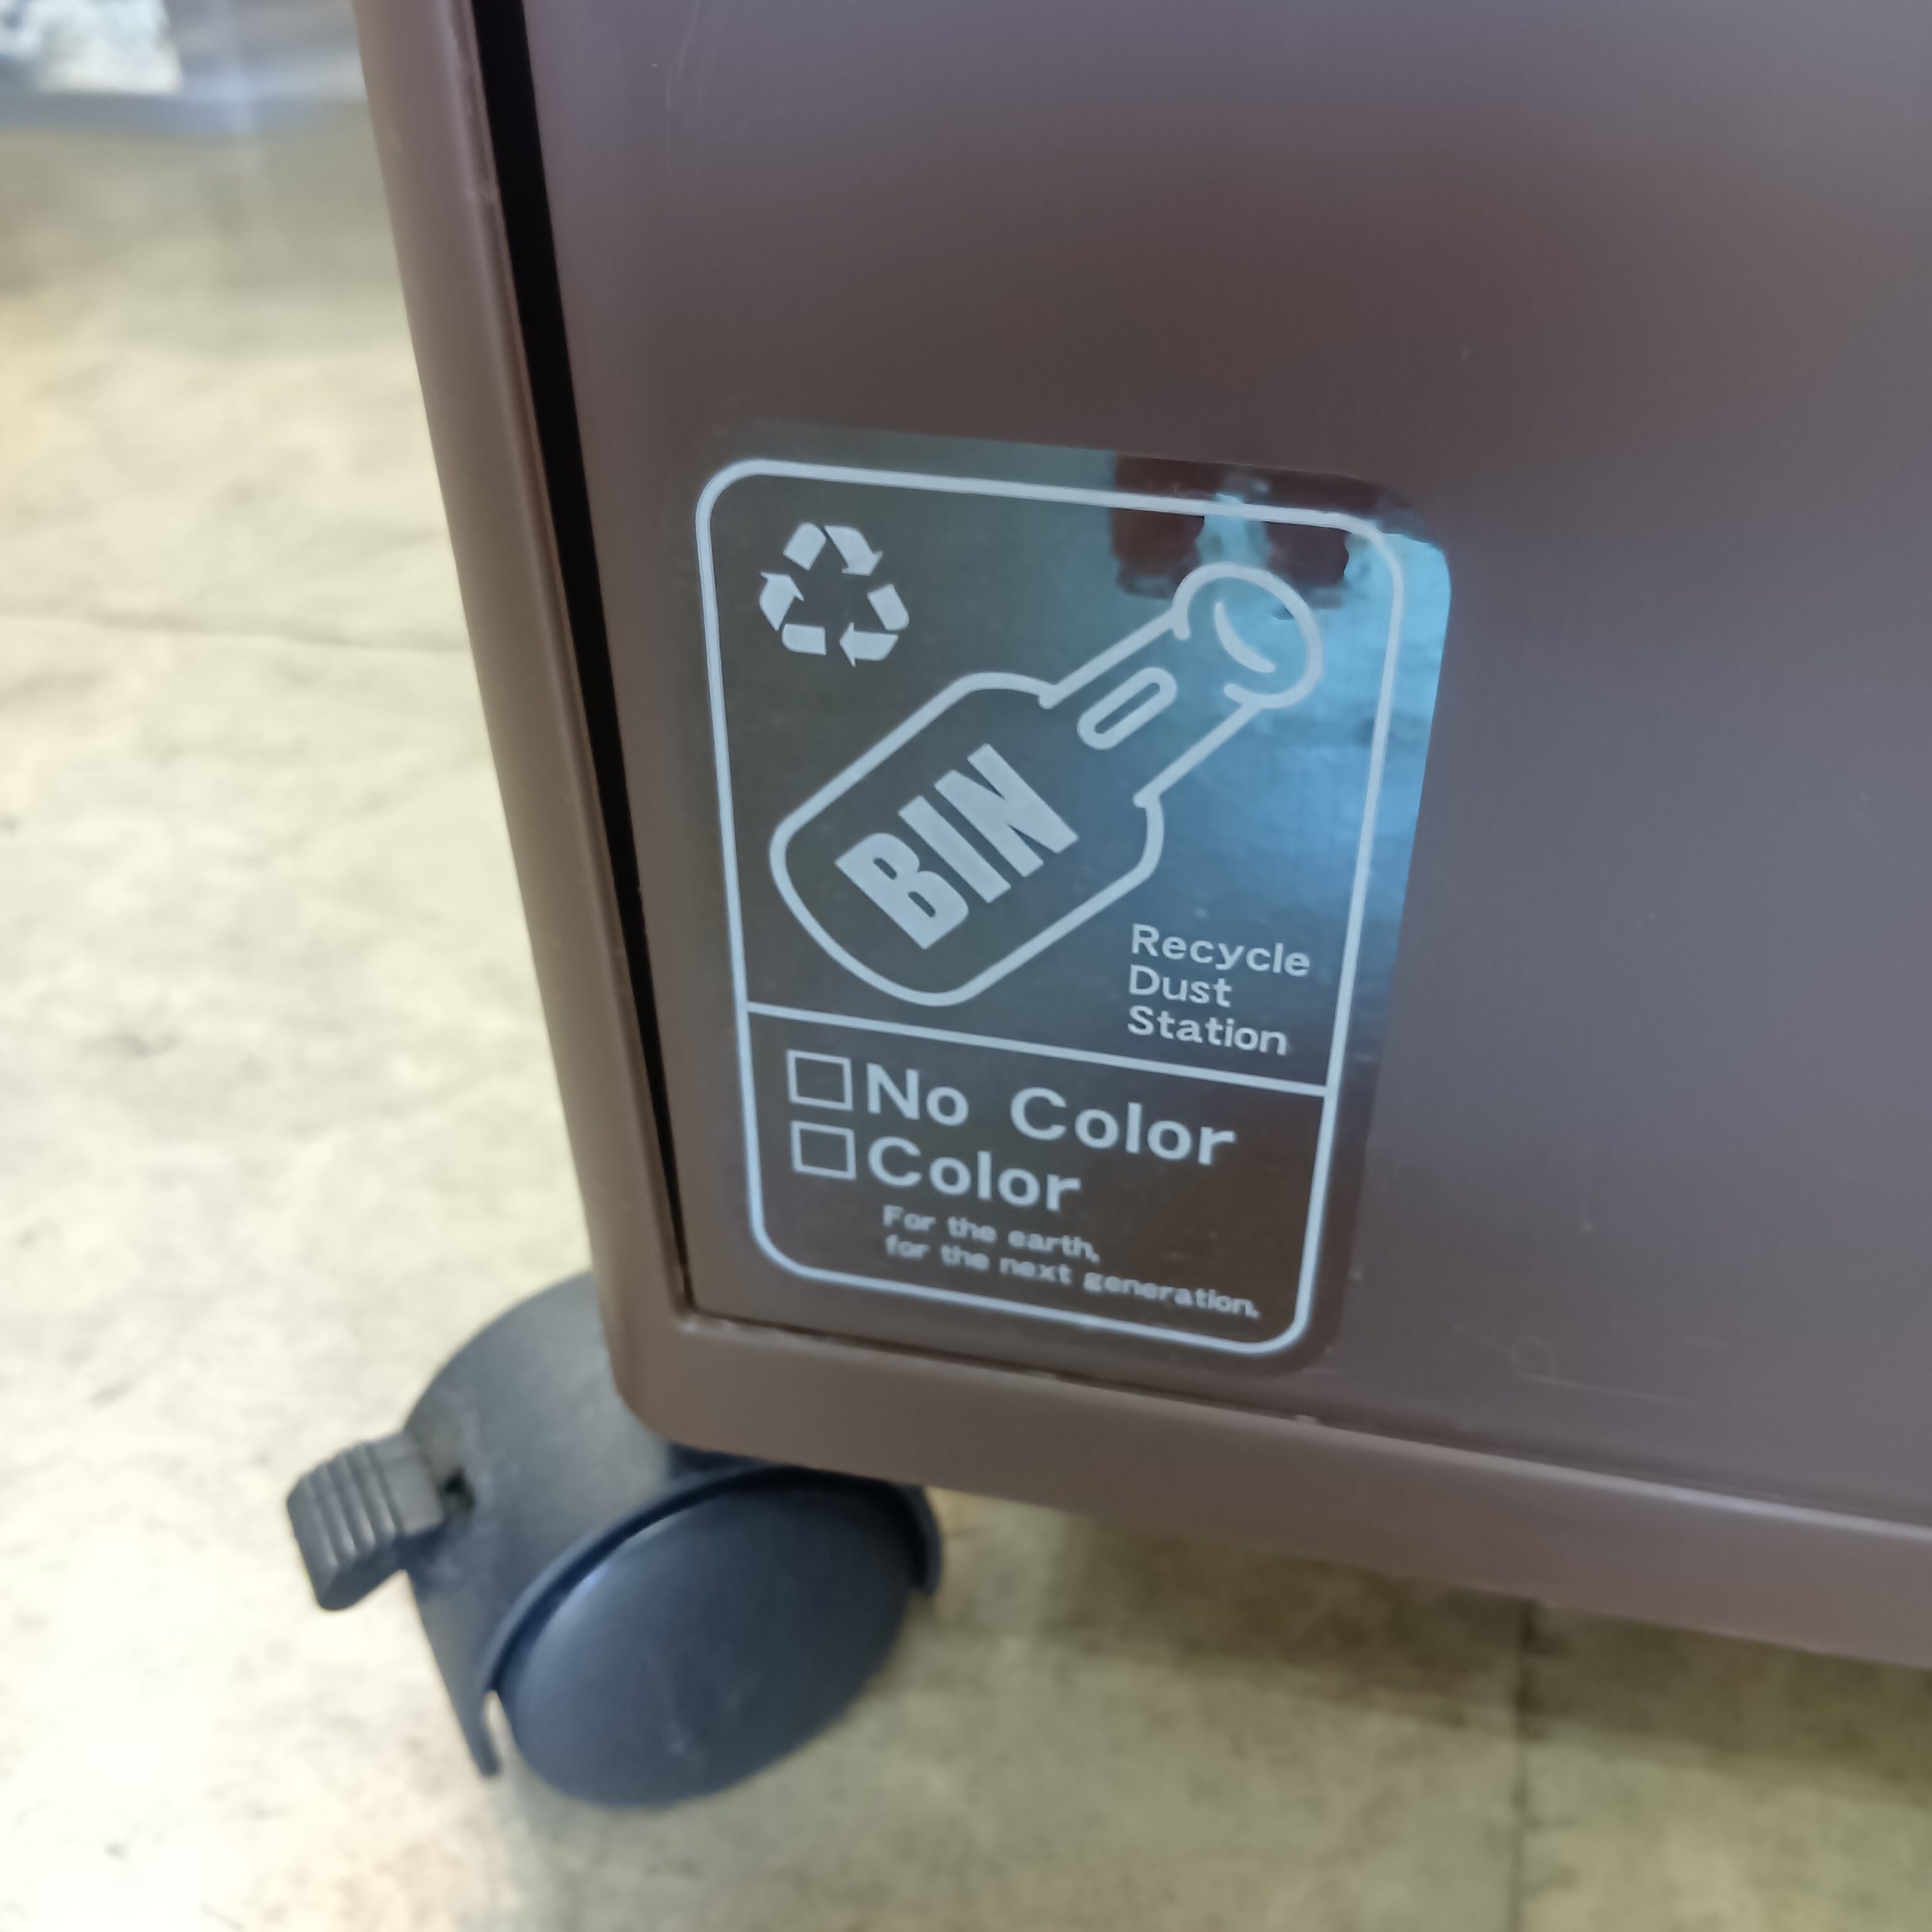 BIN
Recycle
Dust
Station
No Color
Color
For the earth,
for the next generation.